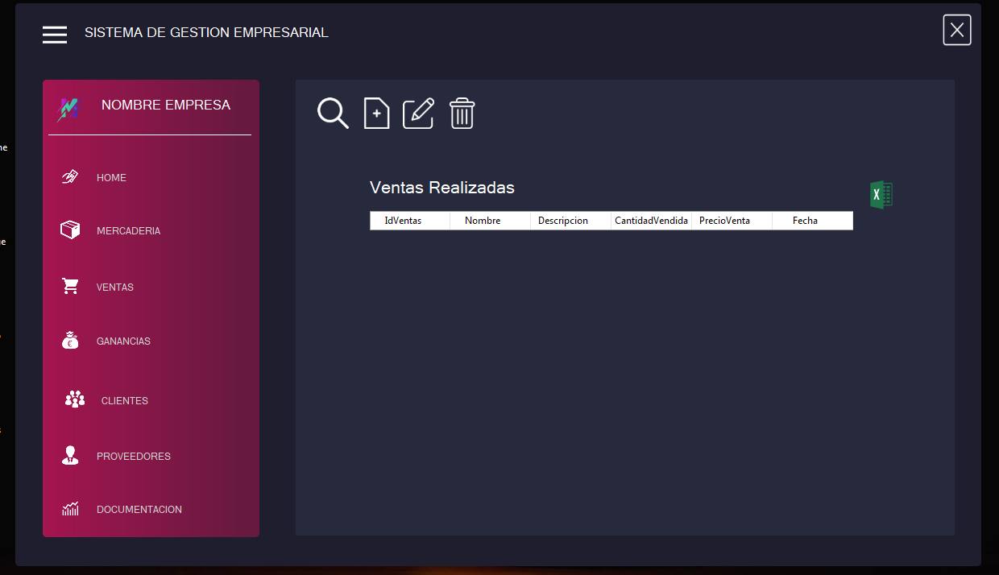 SISTEMA DE GESTION EMPRESARIAL
NOMBRE EMPRESA
HOME
MERCADERIA
VENTAS
GANANCIAS
CLIENTES
PROVEEDORES
DOCUMENTACION
Ventas Realizadas
IdVentas Nombre Descripcion CantidadVendida PrecioVenta Fecha